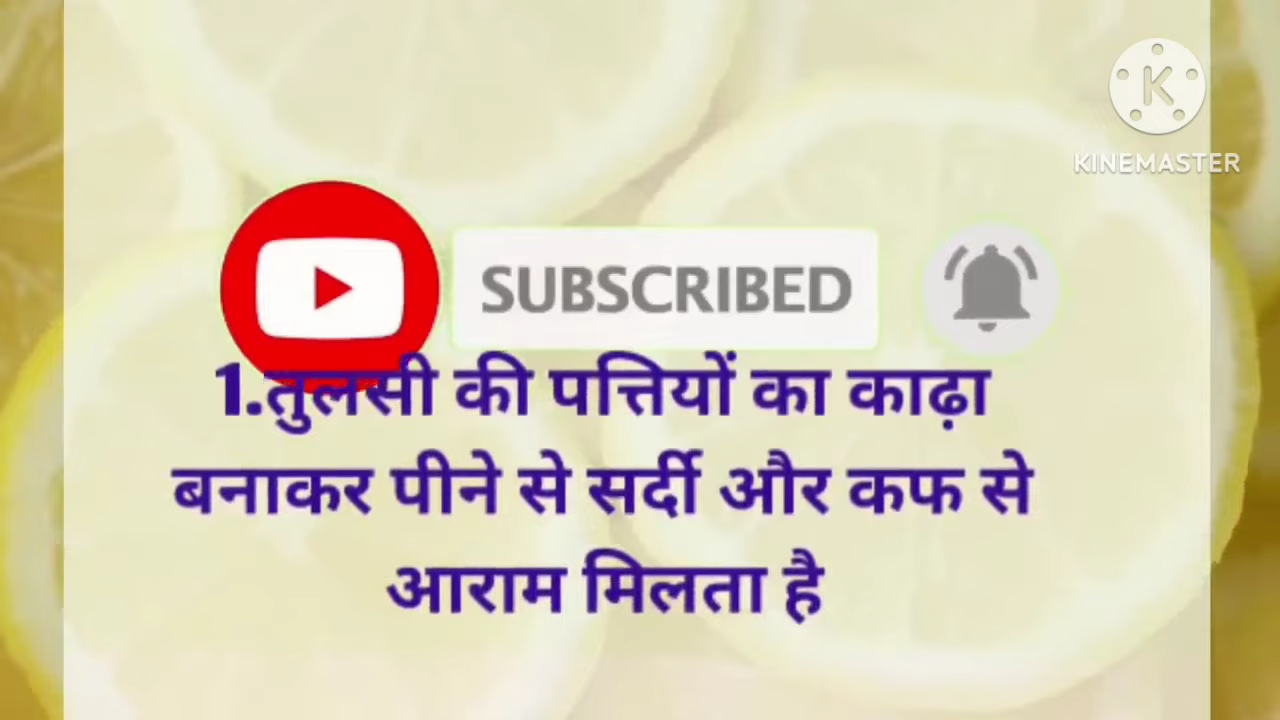 KINEMASTER
SUBSCRIBED
1.तुलसी की पत्तियों का काढ़ा
बनाकर पीने से सर्दी और कफ से
आराम मिलता है